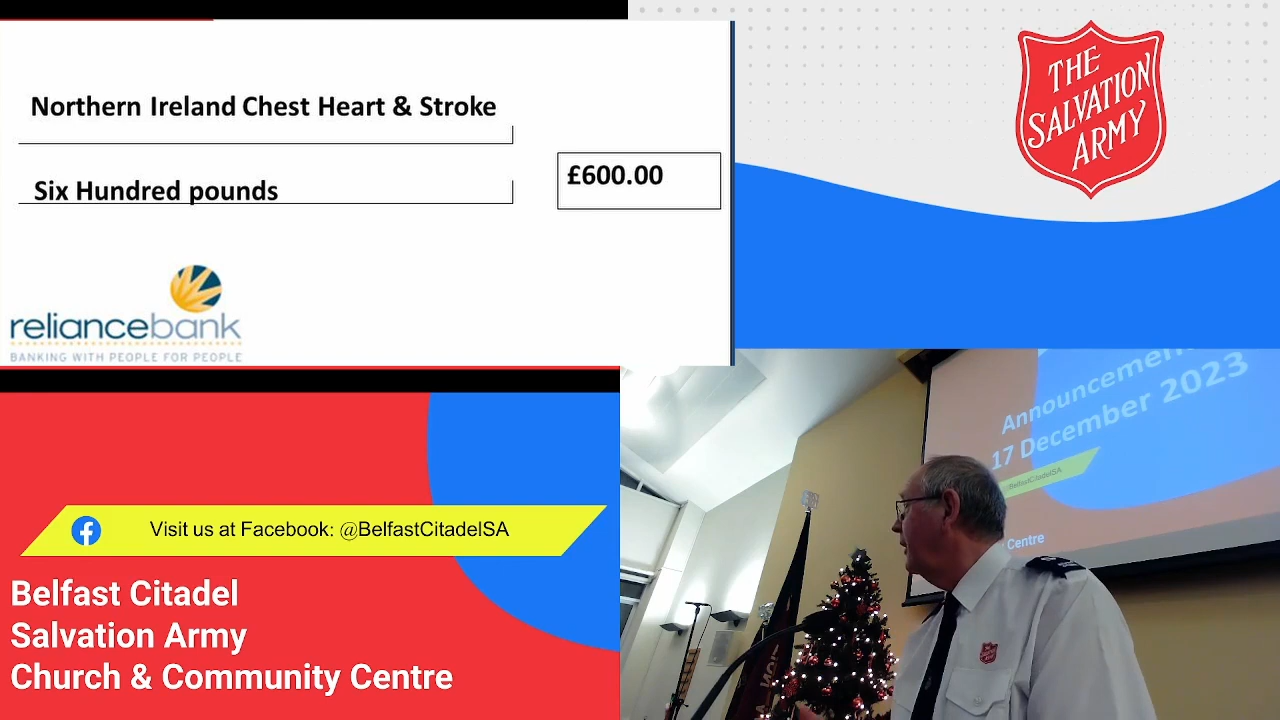 Northern Ireland Chest Heart & Stroke
Six Hundred pounds
£600.00
reliancebank
BANKING WITH PEOPLE FOR PEOPLE
THE
SALVATION
ARMY
Visit us at Facebook: @BelfastCitadelSA
Belfast Citadel
Salvation Army
Church & Community Centre
17 December 2023
@BelfastCitadelSA
Centre